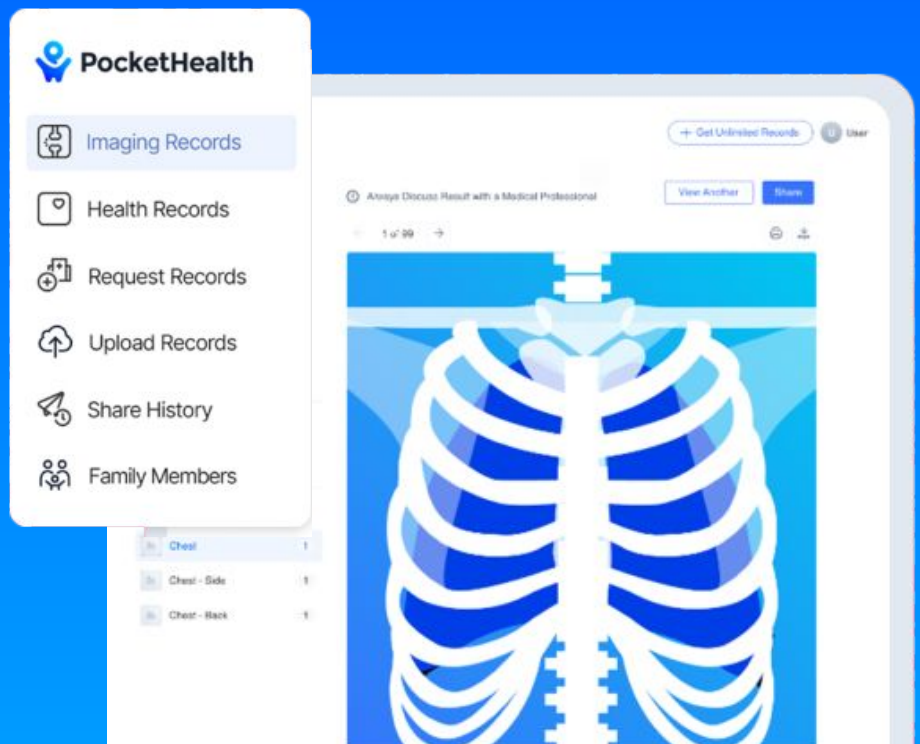 PocketHealth
Imaging Records
Health Records
Request Records
Upload Records
Share History
Family Members
+ Get Unlimited Records
U User
Always Discuss Result with a Medical Professional
View Another
Share
1 of 99
Chest 1
Chest - Side 1
Chest - Back 1